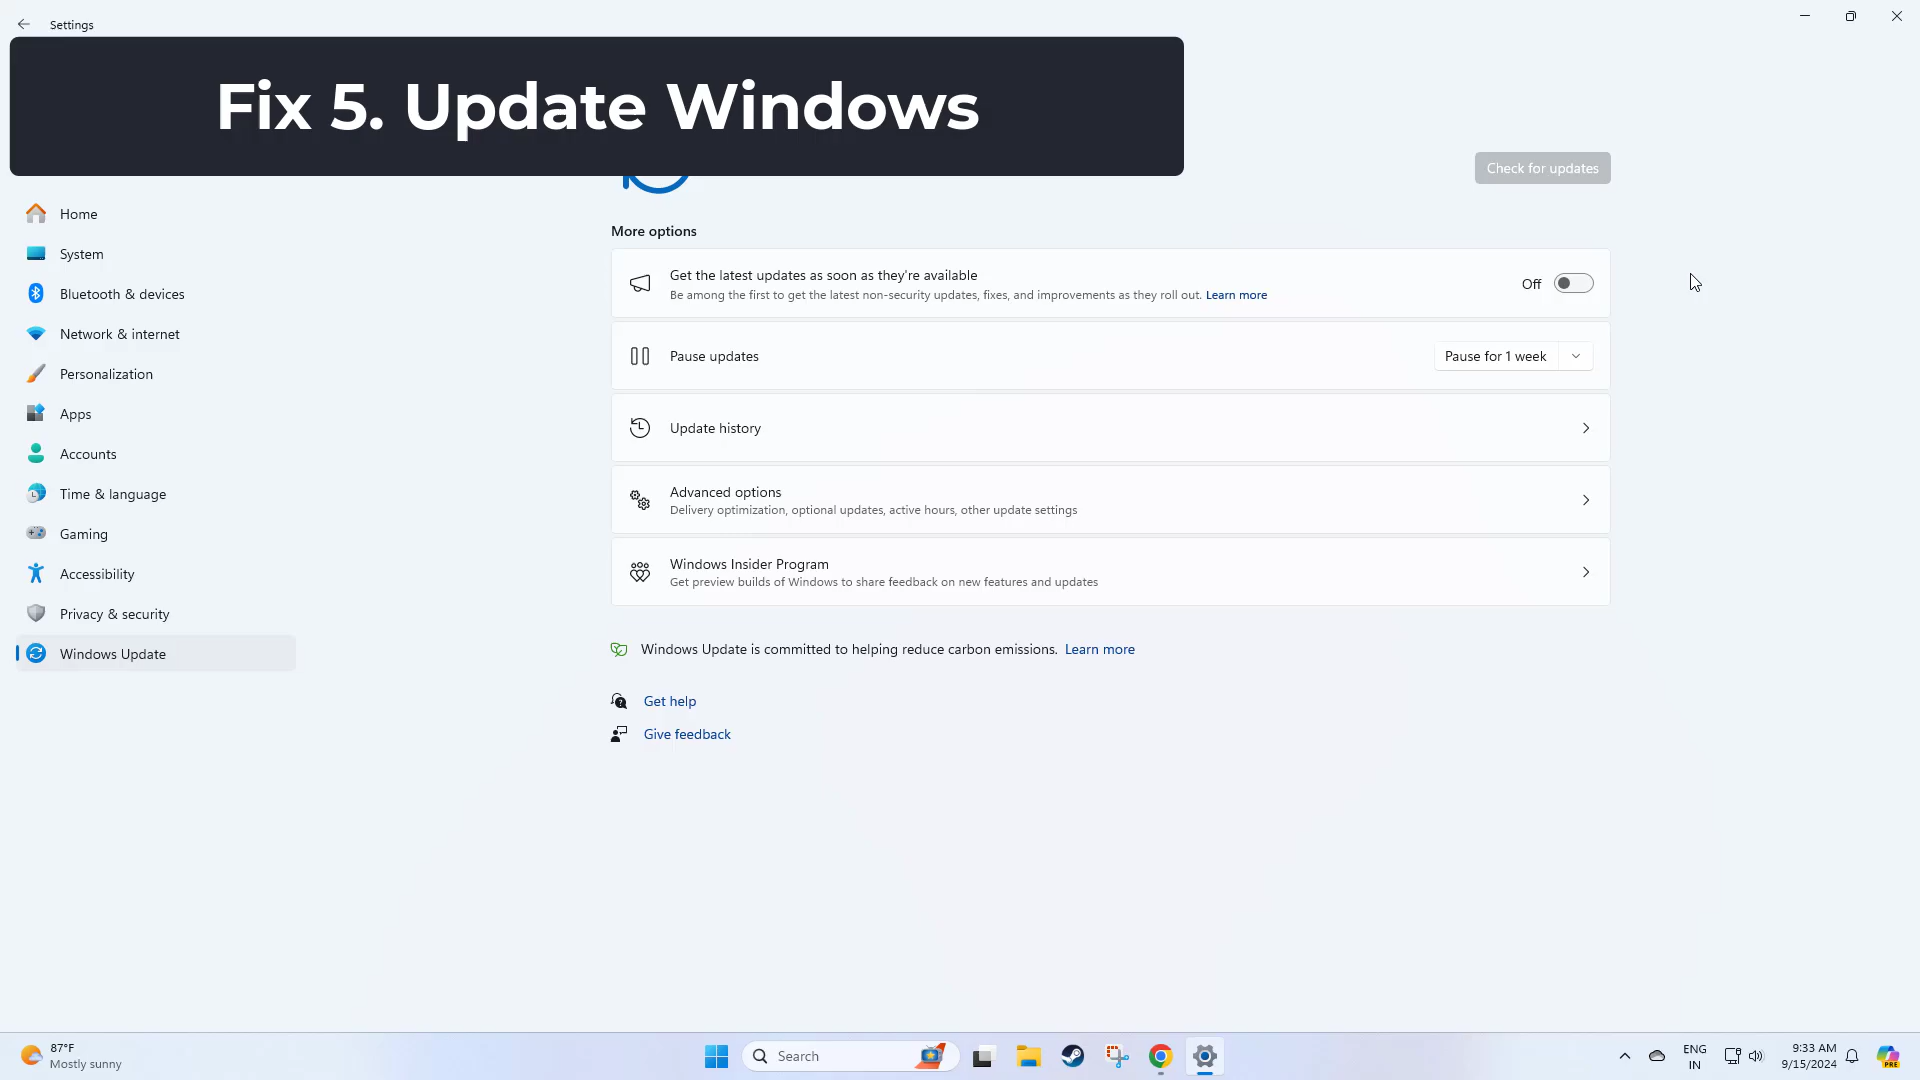 Settings
Fix 5. Update Windows
Check for updates
Home
System
Bluetooth & devices
Network & internet
Personalization
Apps
Accounts
Time & language
Gaming
Accessibility
Privacy & security
Windows Update
More options
Get the latest updates as soon as they're available
Be among the first to get the latest non-security updates, fixes, and improvements as they roll out. Learn more
Off
Pause updates
Pause for 1 week
Update history
Advanced options
Delivery optimization, optional updates, active hours, other update settings
Windows Insider Program
Get preview builds of Windows to share feedback on new features and updates
Windows Update is committed to helping reduce carbon emissions. Learn more
Get help
Give feedback
87°F
Mostly sunny
Search
ENG
IN
9:33 AM
9/15/2024
PRE